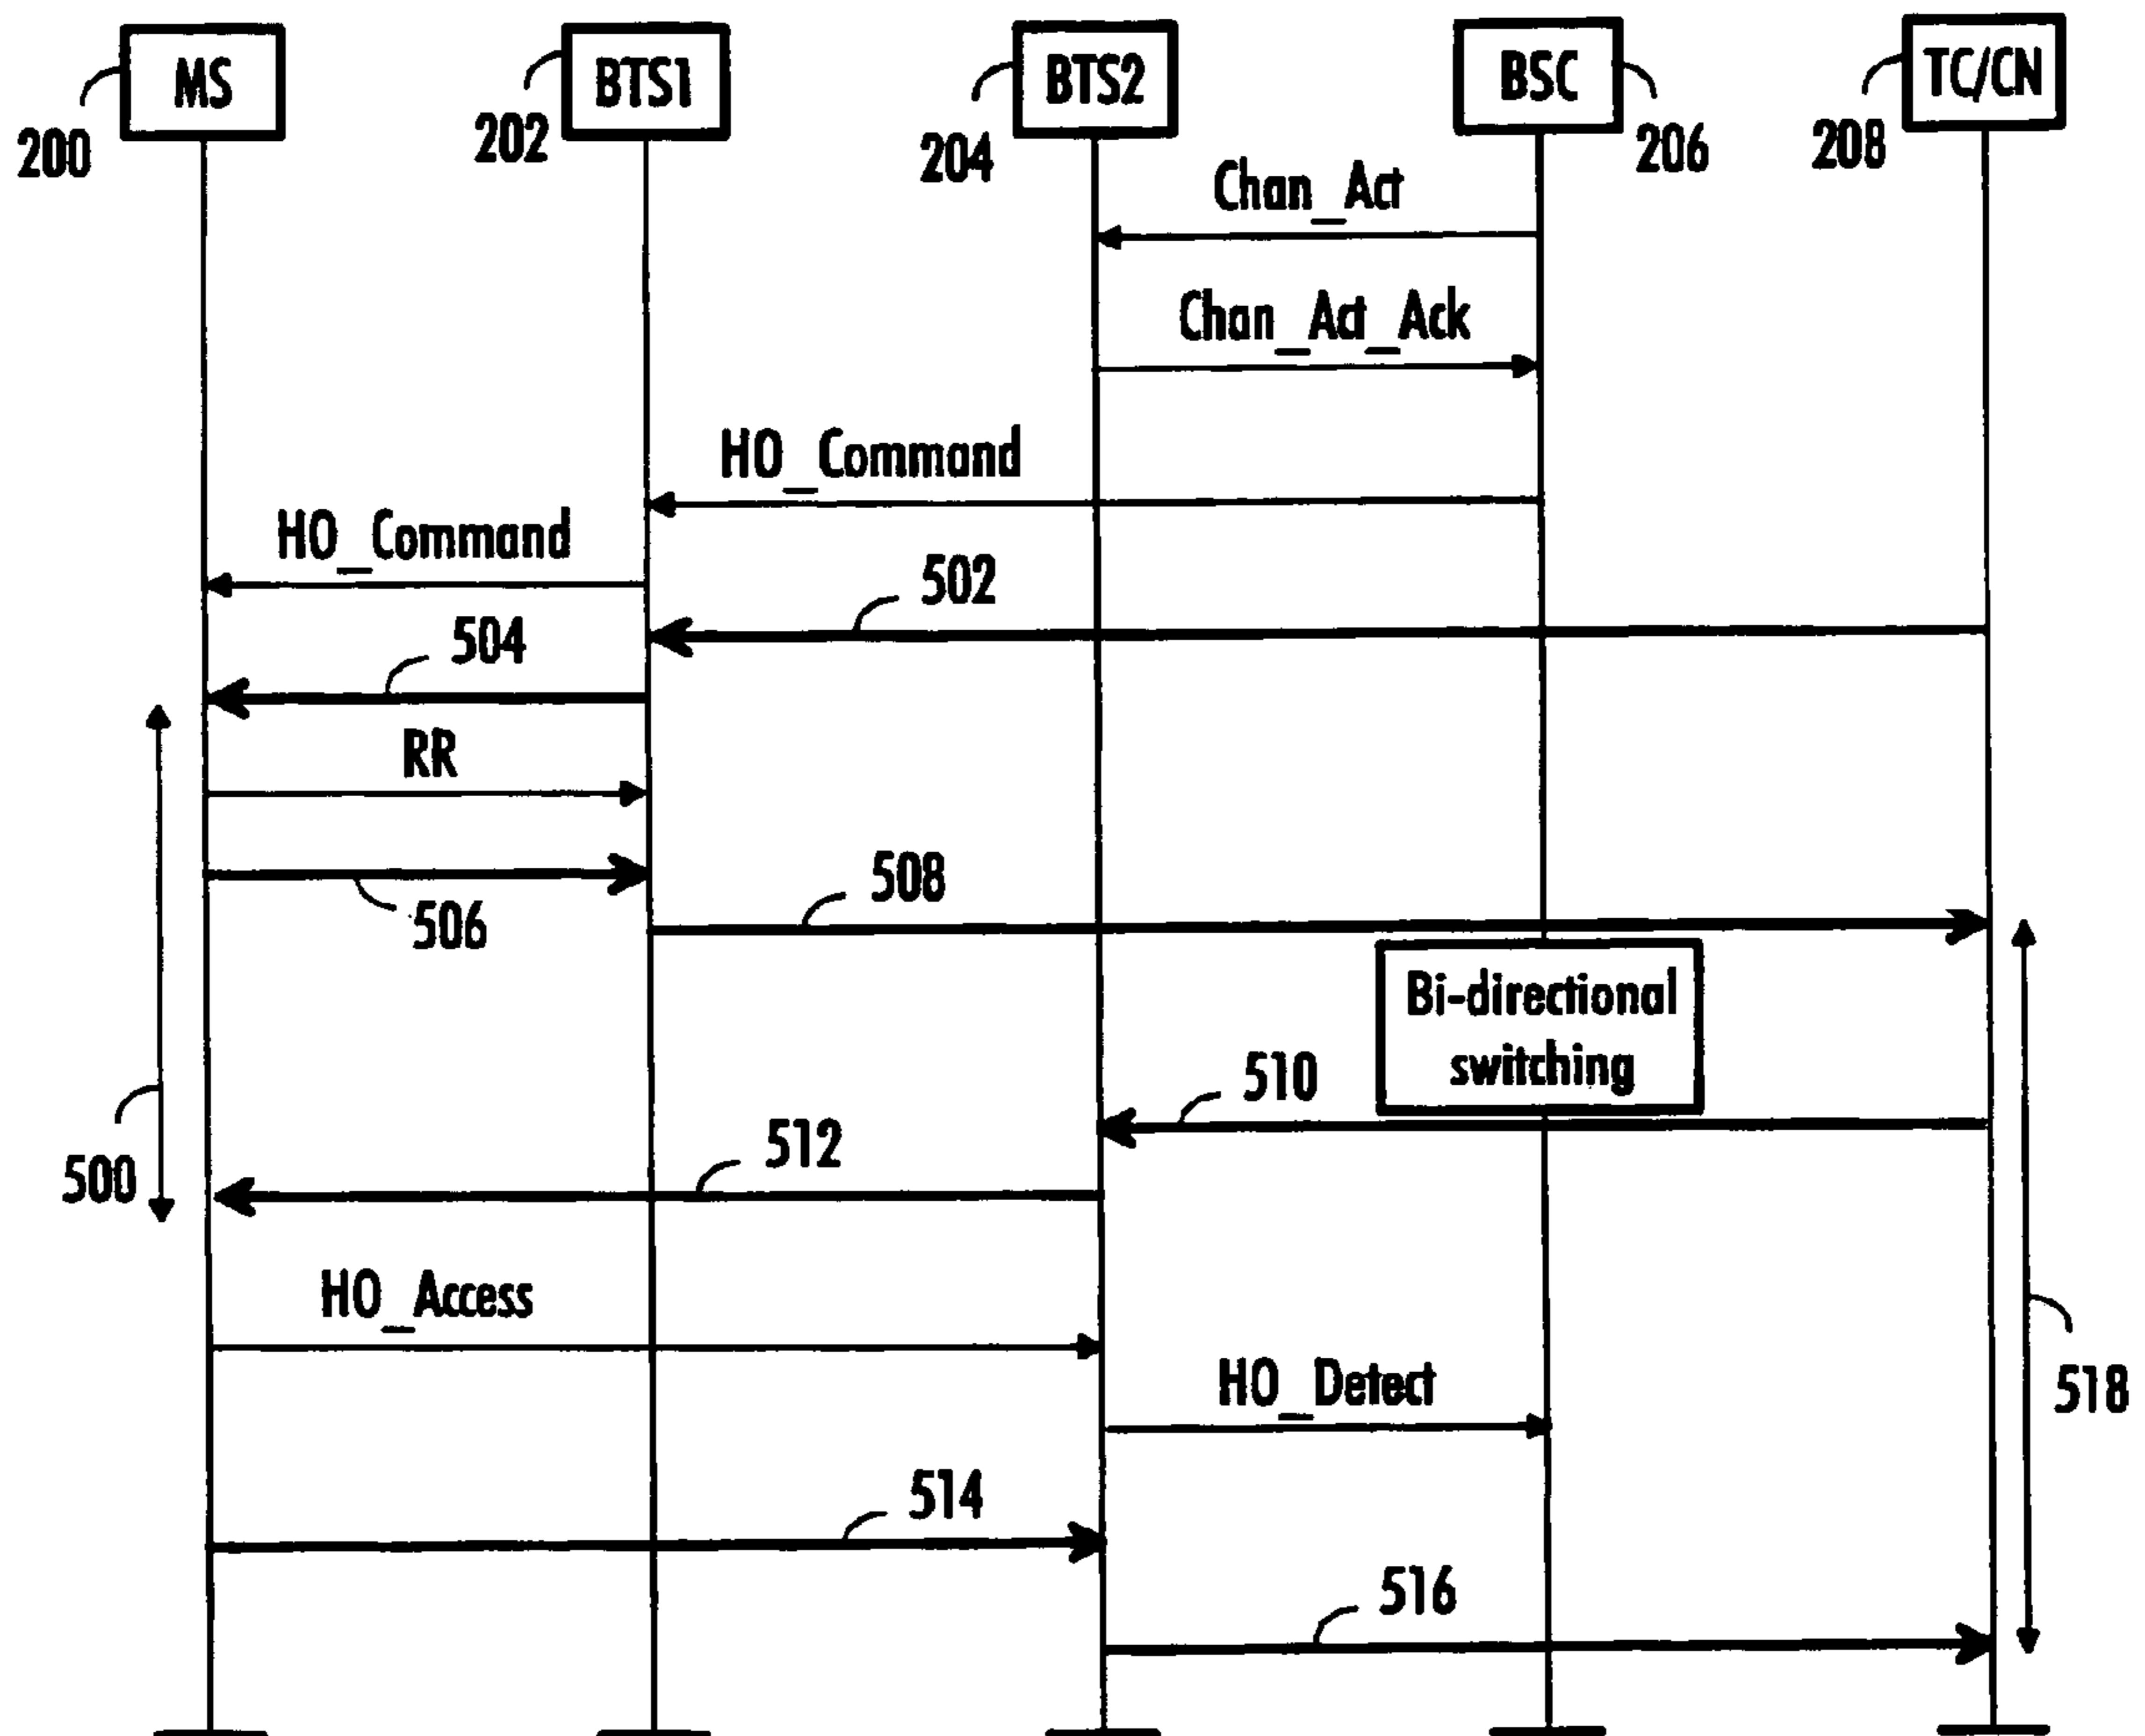 MS
BTS1
BTS2
BSC
TC/CN
200
202
204
206
208
Chan_Act
Chan_Act_Ack
HO_Command
HO_Command
502
504
RR
506
508
Bi-directional
switching
510
512
500
HO_Access
HO_Detect
518
514
516